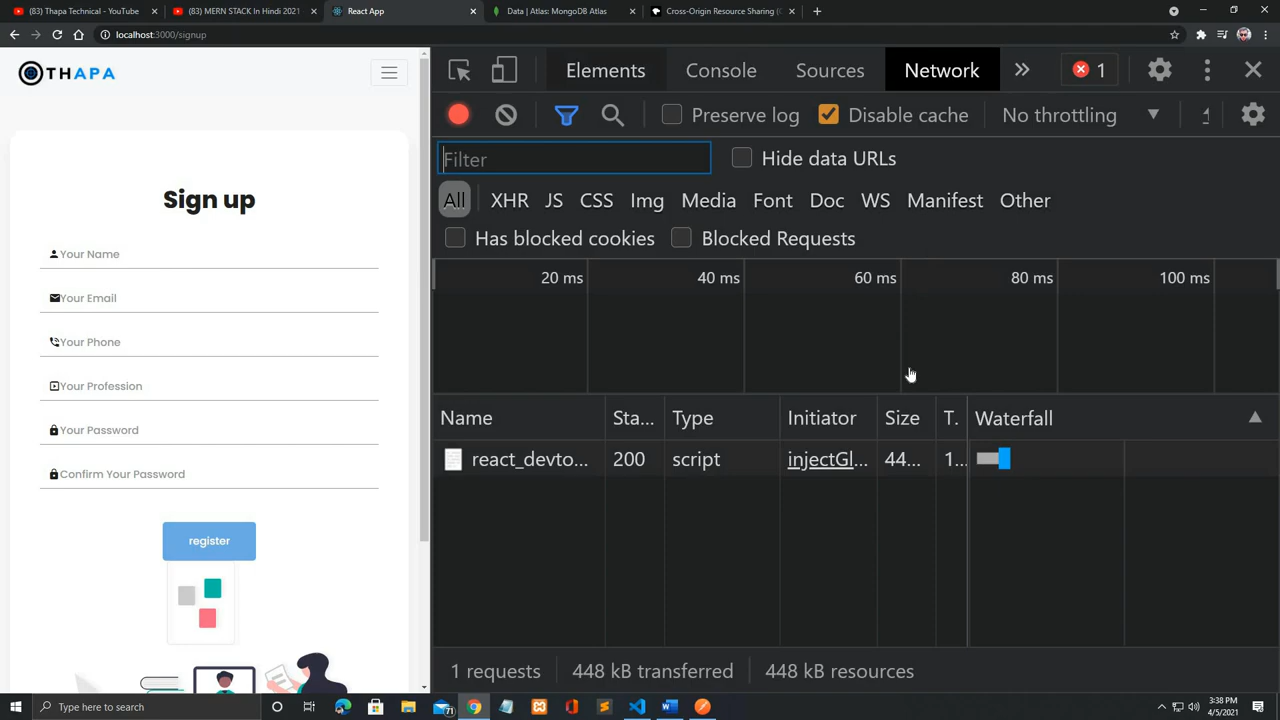 (83) Thapa Technical - YouTube
(83) MERN STACK In Hindi 2021
React App
Data | Atlas: MongoDB Atlas
Cross-Origin Resource Sharing (C
localhost:3000/signup
THAPA
Sign up
Your Name
Your Email
Your Phone
Your Profession
Your Password
Confirm Your Password
register
Elements
Console
Sources
Network
Preserve log
Disable cache
No throttling
Filter
Hide data URLs
All XHR JS CSS Img Media Font Doc WS Manifest Other
Has blocked cookies
Blocked Requests
20 ms 40 ms 60 ms 80 ms 100 ms
Name Sta... Type Initiator Size T. Waterfall
react_devto... 200 script injectGl... 44... 1...
1 requests 448 kB transferred 448 kB resources
Type here to search
71
3:38 PM
4/5/2021